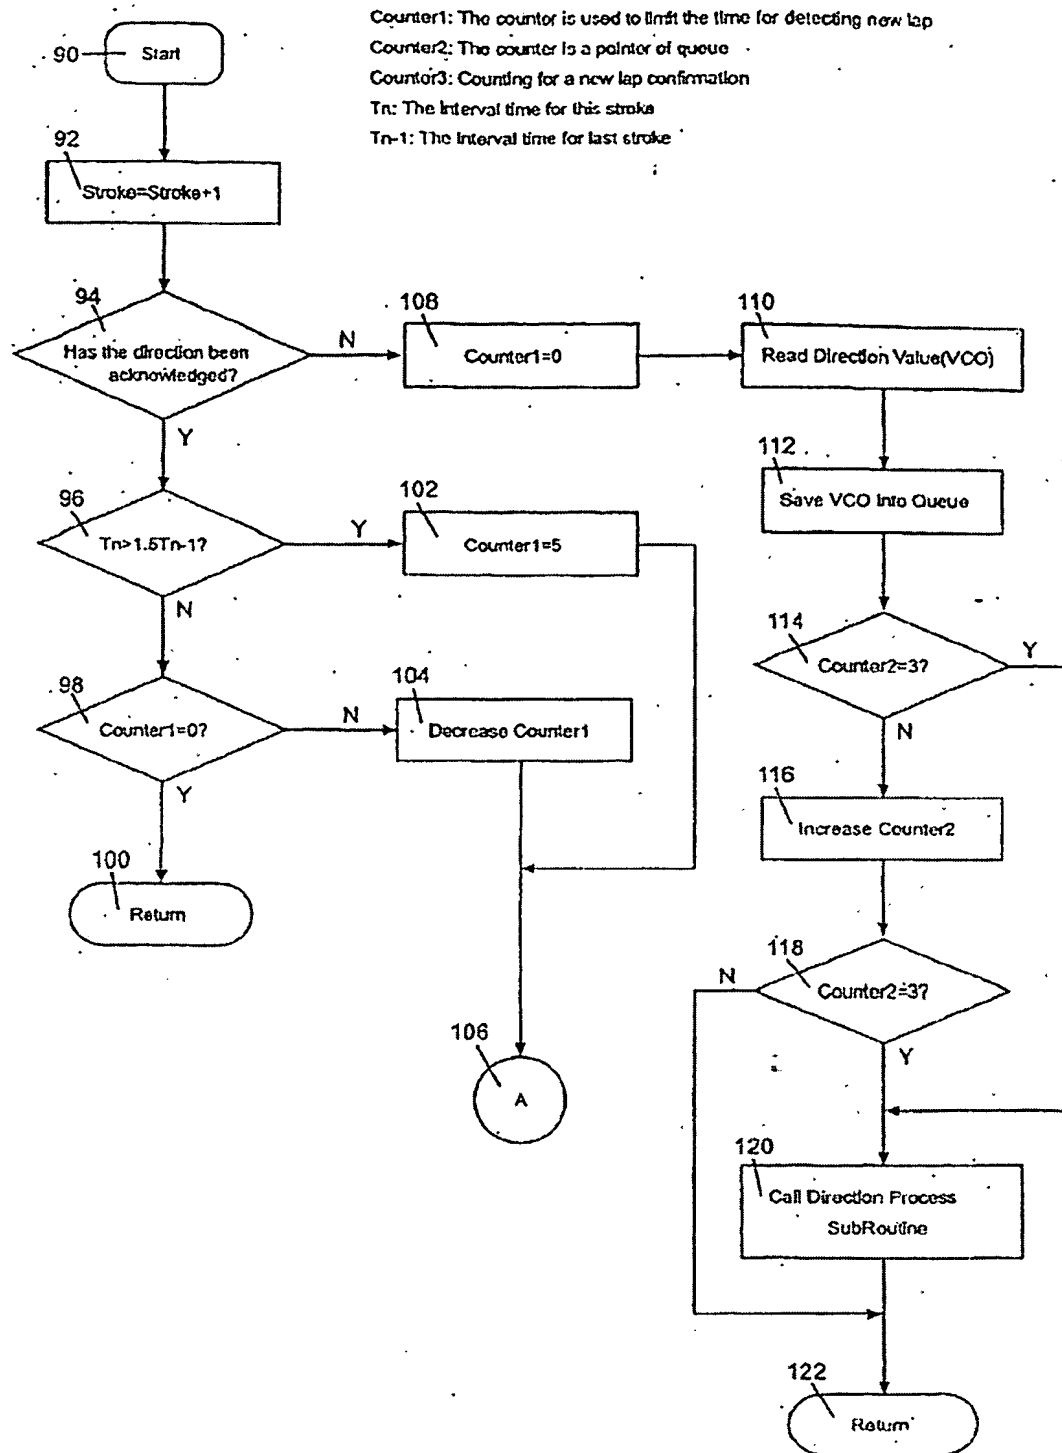 Counter1: The counter is used to limit the time for detecting new lap
Counter2: The counter is a pointer of queue
Counter3: Counting for a new lap confirmation
Tn: The Interval time for this stroke
Tn-1: The Interval time for last stroke
90
Start
92
Stroke=Stroke+1
94
Has the direction been
acknowledged?
N
Y
108
Counter1=0
110
Read Direction Value(VCO)
112
Save VCO Into Queue
96
Tn>1.5Tn-1?
Y
N
102
Counter1=5
114
Counter2=3?
Y
N
98
Counter1=0?
N
Y
104
Decrease Counter1
116
Increase Counter2
100
Return
118
Counter2=3?
N
Y
106
A
120
Call Direction Process
SubRoutine
122
Return